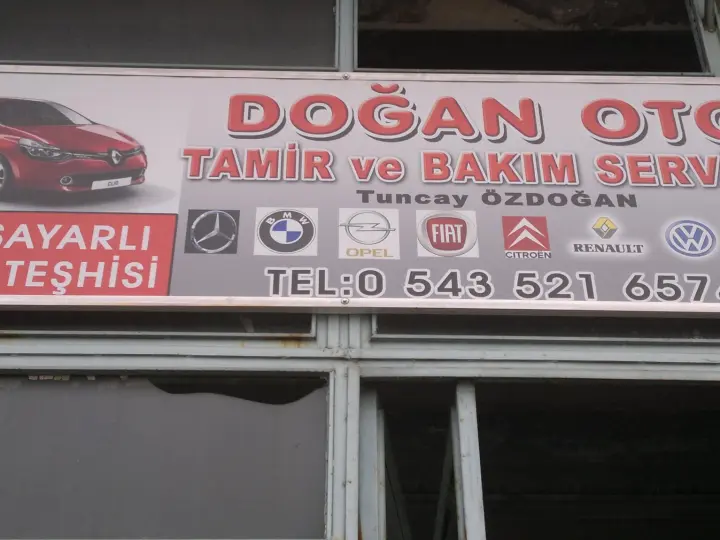 DOĞAN OTO
TAMİR ve BAKIM SERV
Tuncay ÖZDOĞAN
BMW
OPEL
FIAT
CITROËN
RENAULT
SAYARLI
TEŞHİSİ
TEL:0 543 521 657